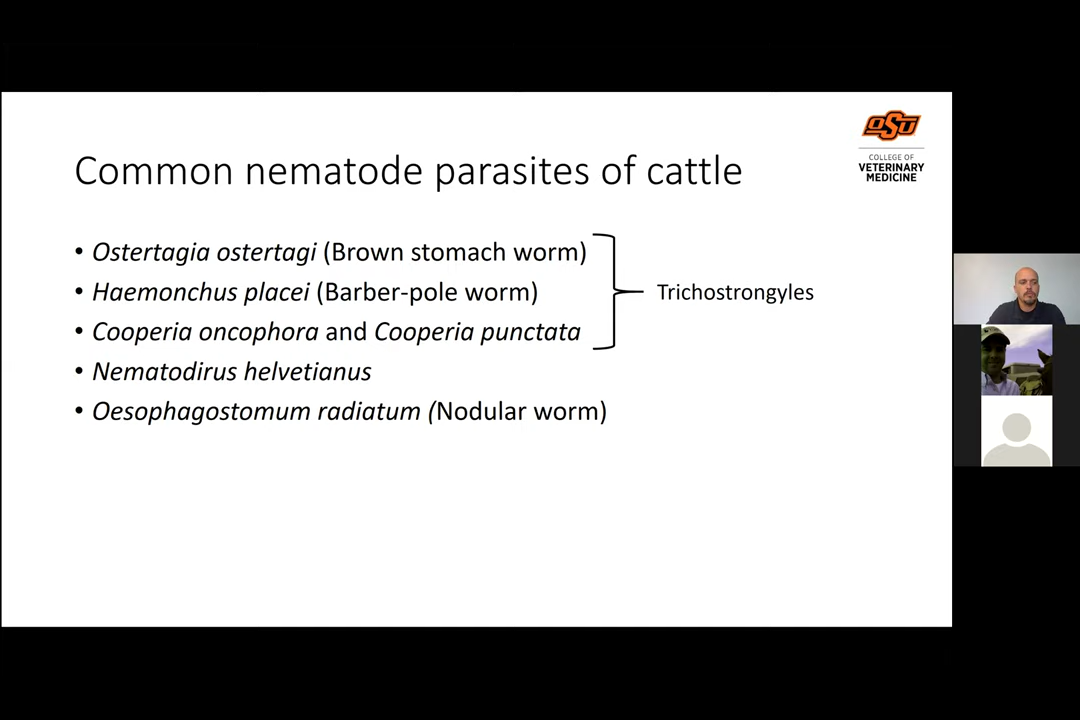 OSU
COLLEGE OF
VETERINARY
MEDICINE
Common nematode parasites of cattle
• Ostertagia ostertagi (Brown stomach worm)
• Haemonchus placei (Barber-pole worm)
• Cooperia oncophora and Cooperia punctata
Trichostrongyles
• Nematodirus helvetianus
• Oesophagostomum radiatum (Nodular worm)